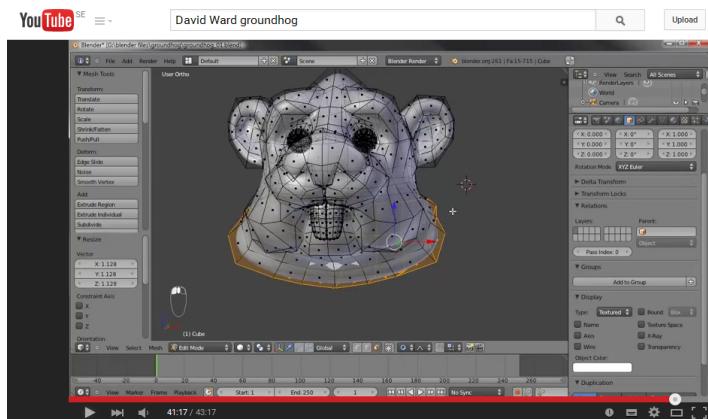 YouTube SE
David Ward groundhog
Upload
Blender* [G:\blender files\groundhog\groundhog_01.blend]
File Add Render Help Default Scene Blender Render blender.org 261 | Fa:15-715 | Cube
View Search All Scenes
Mesh Tools
User Ortho
RenderLayers
World
Camera
Transform:
Translate
Rotate
Scale
Shrink/Fatten
Push/Pull
Deform:
Edge Slide
Noise
Smooth Vertex
Add:
Extrude Region
Extrude Individual
Subdivide
Resize
Vector
X: 1.128
Y: 1.128
Z: 1.128
Constraint Axis
X
Y
Z
Orientation
(1) Cube
X: 0.000 X: 0° X: 1.000
Y: 0.000 Y: 0° Y: 1.000
Z: 0.000 Z: 0° Z: 1.000
Rotation Mode: XYZ Euler
Delta Transform
Transform Locks
Relations
Layers: Parent:
Object
Pass Index: 0
Groups
Add to Group
Display
Type: Textured Bound Box
Name Texture Space
Axis X-Ray
Wire Transparency
Object Color:
Duplication
View Select Mesh Edit Mode Global
-40 -20 0 20 40 60 80 100 120 140 160 180 200 220 240 260
View Marker Frame Playback Start: 1 End: 250 1 No Sync
41:17 / 43:17